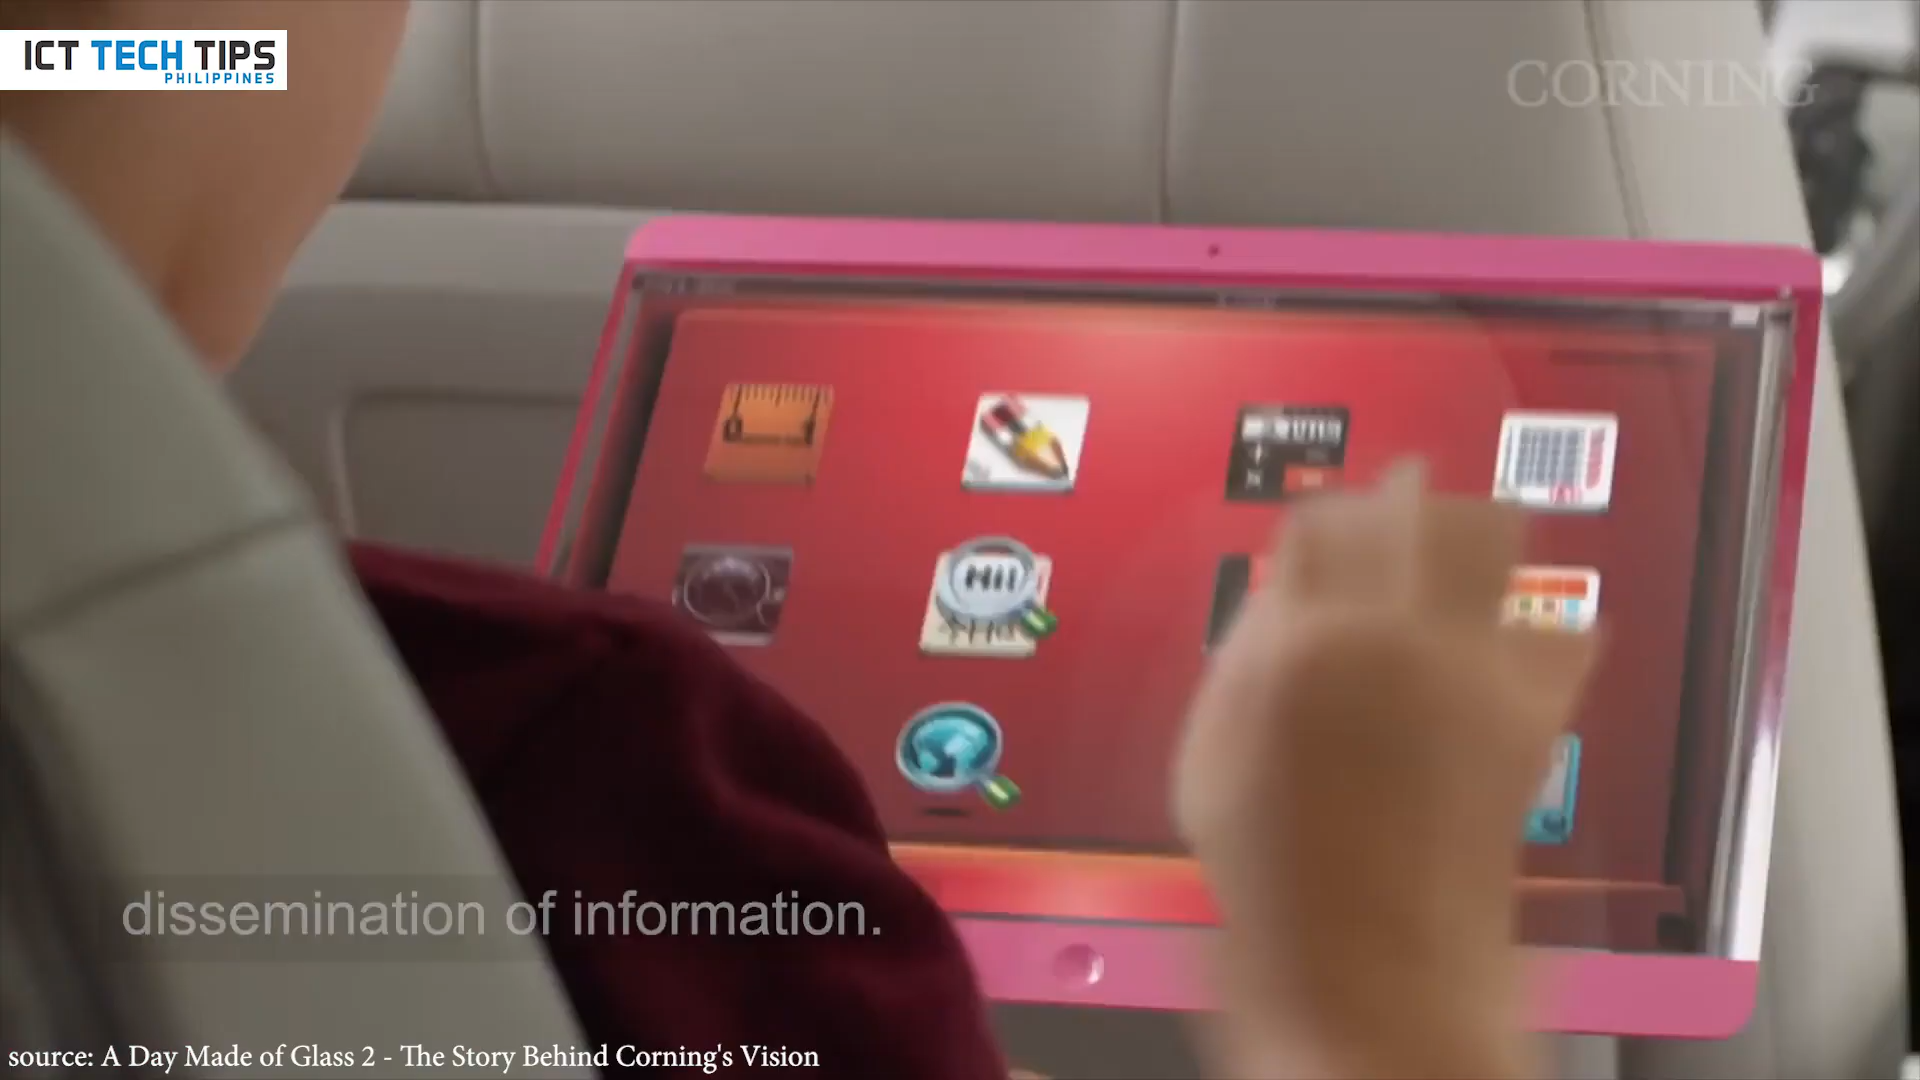 ICT TECH TIPS
PHILIPPINES
CORNING
Hi!
dissemination of information.
source: A Day Made of Glass 2 - The Story Behind Corning's Vision